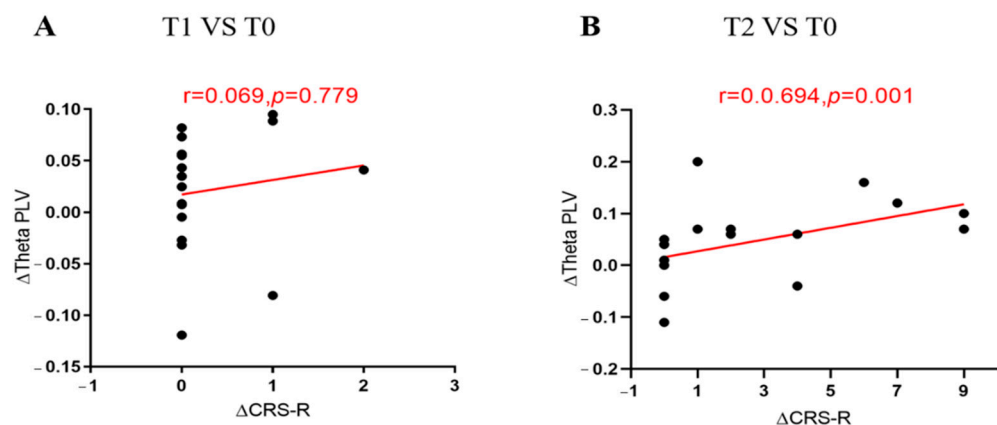 A T1 VS T0
r=0.069,p=0.779
0.10
0.05
0.00
−0.05
−0.10
−0.15
ΔTheta PLV
−1 0 1 2 3
ΔCRS-R
B T2 VS T0
r=0.0.694,p=0.001
0.3
0.2
0.1
0.0
−0.1
−0.2
ΔTheta PLV
−1 1 3 5 7 9
ΔCRS-R